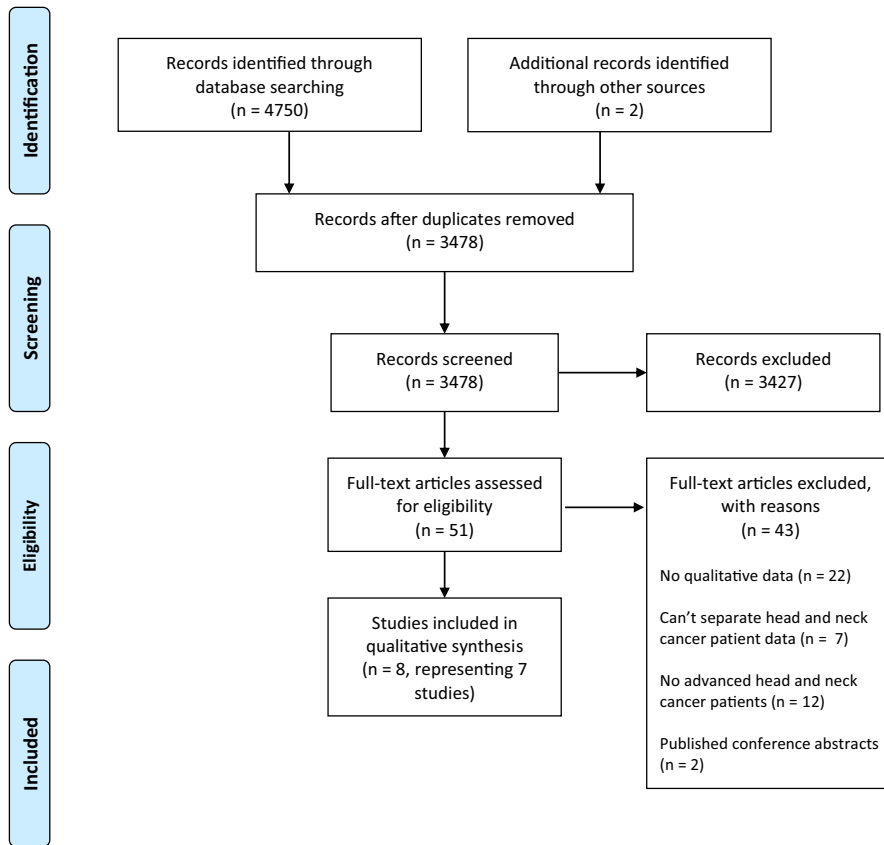 Identification
Records identified through
database searching
(n = 4750)
Additional records identified
through other sources
(n = 2)
Records after duplicates removed
(n = 3478)
Screening
Records screened
(n = 3478)
Records excluded
(n = 3427)
Eligibility
Full-text articles assessed
for eligibility
(n = 51)
Full-text articles excluded,
with reasons
(n = 43)
No qualitative data (n = 22)
Can't separate head and neck
cancer patient data (n = 7)
No advanced head and neck
cancer patients (n = 12)
Published conference abstracts
(n = 2)
Included
Studies included in
qualitative synthesis
(n = 8, representing 7
studies)